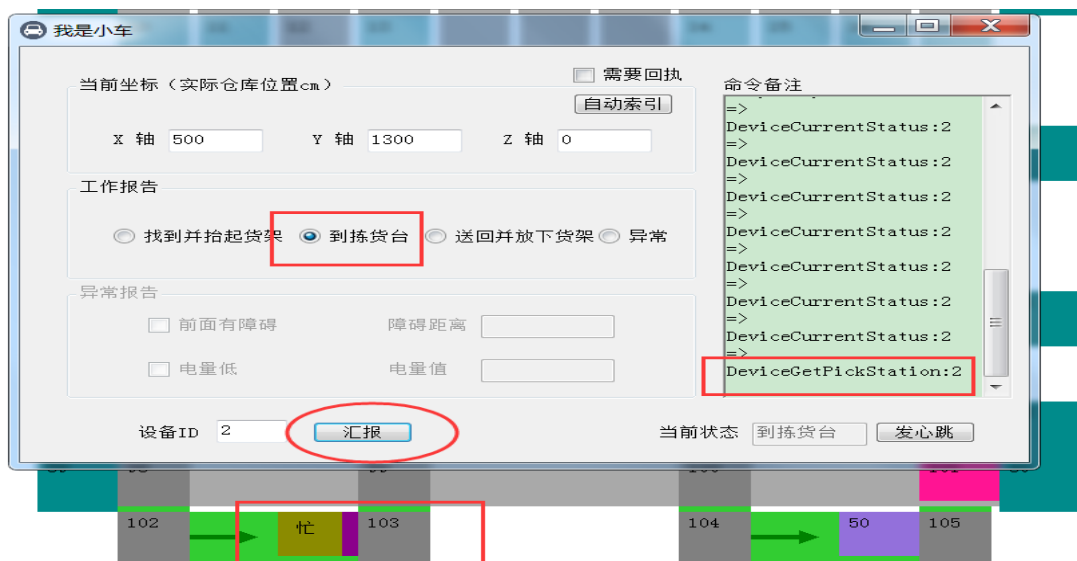 我是小车
当前坐标（实际仓库位置cm）
需要回执
自动索引
X 轴 500
Y 轴 1300
Z 轴 0
工作报告
找到并抬起货架
到拣货台
送回并放下货架
异常
异常报告
前面有障碍
障碍距离
电量低
电量值
设备ID 2
汇报
命令备注
=>
DeviceCurrentStatus:2
=>
DeviceCurrentStatus:2
=>
DeviceCurrentStatus:2
=>
DeviceCurrentStatus:2
=>
DeviceCurrentStatus:2
=>
DeviceCurrentStatus:2
=>
DeviceCurrentStatus:2
=>
DeviceGetPickStation:2
当前状态 到拣货台
发心跳
102
忙
103
104
50
105